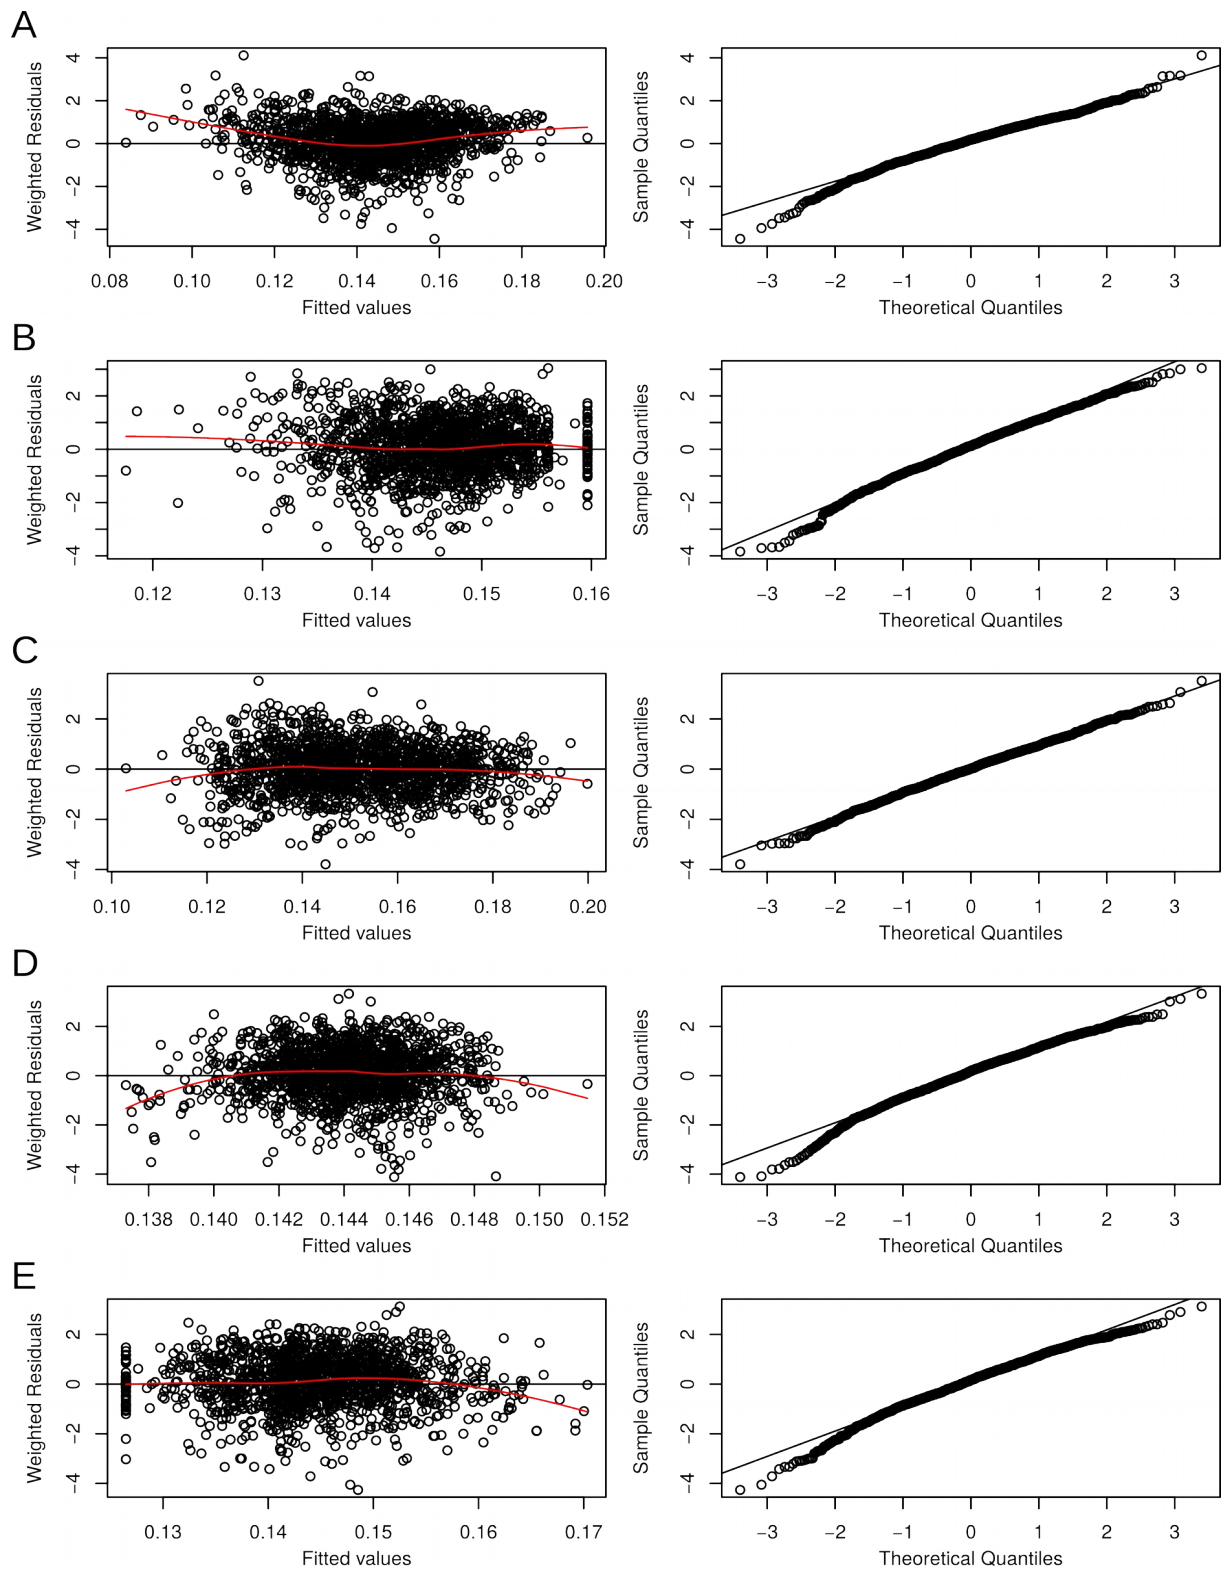 A
Weighted Residuals
4
2
0
−2
−4
0.08 0.10 0.12 0.14 0.16 0.18 0.20
Fitted values
Sample Quantiles
4
2
0
−2
−4
−3 −2 −1 0 1 2 3
Theoretical Quantiles
B
Weighted Residuals
2
0
−2
−4
0.12 0.13 0.14 0.15 0.16
Fitted values
Sample Quantiles
2
0
−2
−4
−3 −2 −1 0 1 2 3
Theoretical Quantiles
C
Weighted Residuals
2
0
−2
−4
0.10 0.12 0.14 0.16 0.18 0.20
Fitted values
Sample Quantiles
2
0
−2
−4
−3 −2 −1 0 1 2 3
Theoretical Quantiles
D
Weighted Residuals
2
0
−2
−4
0.138 0.140 0.142 0.144 0.146 0.148 0.150 0.152
Fitted values
Sample Quantiles
2
0
−2
−4
−3 −2 −1 0 1 2 3
Theoretical Quantiles
E
Weighted Residuals
2
0
−2
−4
0.13 0.14 0.15 0.16 0.17
Fitted values
Sample Quantiles
2
0
−2
−4
−3 −2 −1 0 1 2 3
Theoretical Quantiles